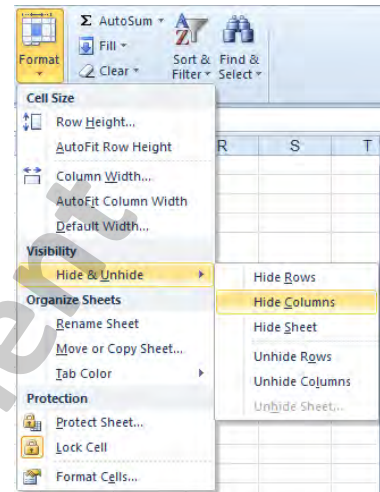 Format
Σ AutoSum
Fill
Clear
Sort & Filter
Find & Select
Cell Size
Row Height...
AutoFit Row Height
Column Width...
AutoFit Column Width
Default Width...
Visibility
Hide & Unhide
Organize Sheets
Rename Sheet
Move or Copy Sheet...
Tab Color
Protection
Protect Sheet...
Lock Cell
Format Cells...
R S T
Hide Rows
Hide Columns
Hide Sheet
Unhide Rows
Unhide Columns
Unhide Sheet...